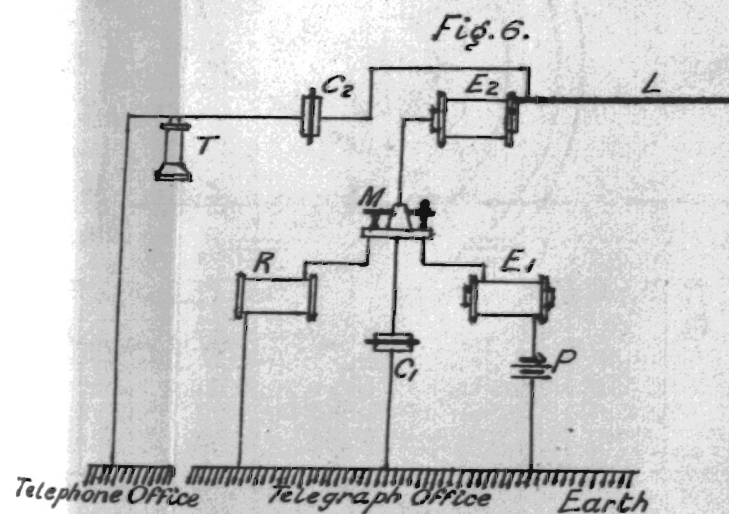 Fig. 6.
C2
E2
L
T
M
R
E1
C1
P
Telephone Office
Telegraph Office
Earth